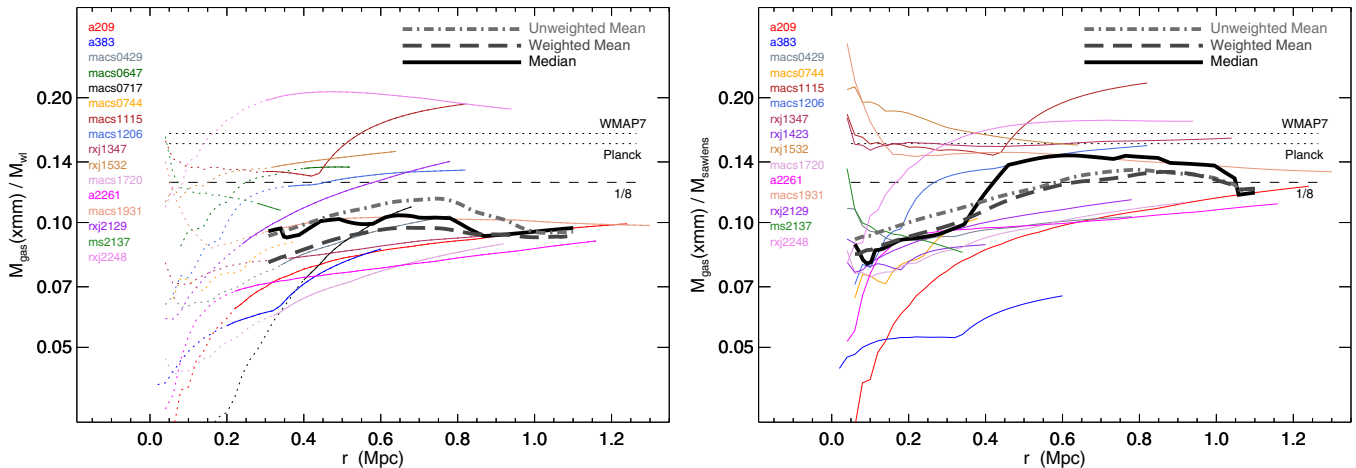 a209
a383
macs0429
macs0647
macs0717
macs0744
macs1115
macs1206
rxj1347
rxj1532
macs1720
a2261
macs1931
rxj2129
ms2137
rxj2248
Unweighted Mean
Weighted Mean
Median
WMAP7
Planck
1/8
0.20
0.14
0.10
0.07
0.05
M_gas(xmm) / M_wl
0.0 0.2 0.4 0.6 0.8 1.0 1.2
r (Mpc)
a209
a383
macs0429
macs0744
macs1115
macs1206
rxj1347
rxj1423
rxj1532
macs1720
a2261
macs1931
rxj2129
ms2137
rxj2248
Unweighted Mean
Weighted Mean
Median
WMAP7
Planck
1/8
0.20
0.14
0.10
0.07
0.05
M_gas(xmm) / M_sawlens
0.0 0.2 0.4 0.6 0.8 1.0 1.2
r (Mpc)